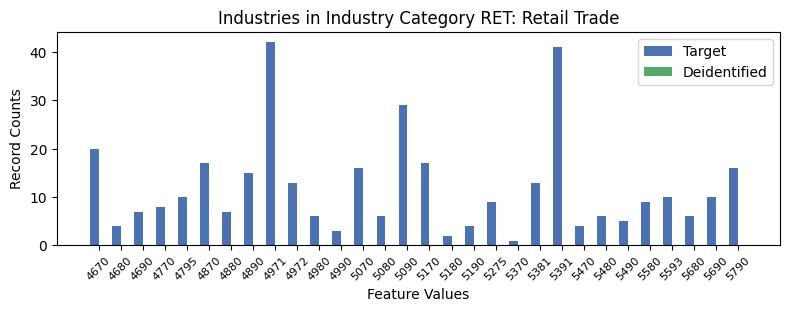 Industries in Industry Category RET: Retail Trade
Target
Deidentified
Record Counts
40
30
20
10
0
4670 4680 4690 4770 4795 4870 4880 4890 4971 4972 4980 4990 5070 5080 5090 5170 5180 5190 5275 5370 5381 5391 5470 5480 5490 5580 5593 5680 5690 5790
Feature Values